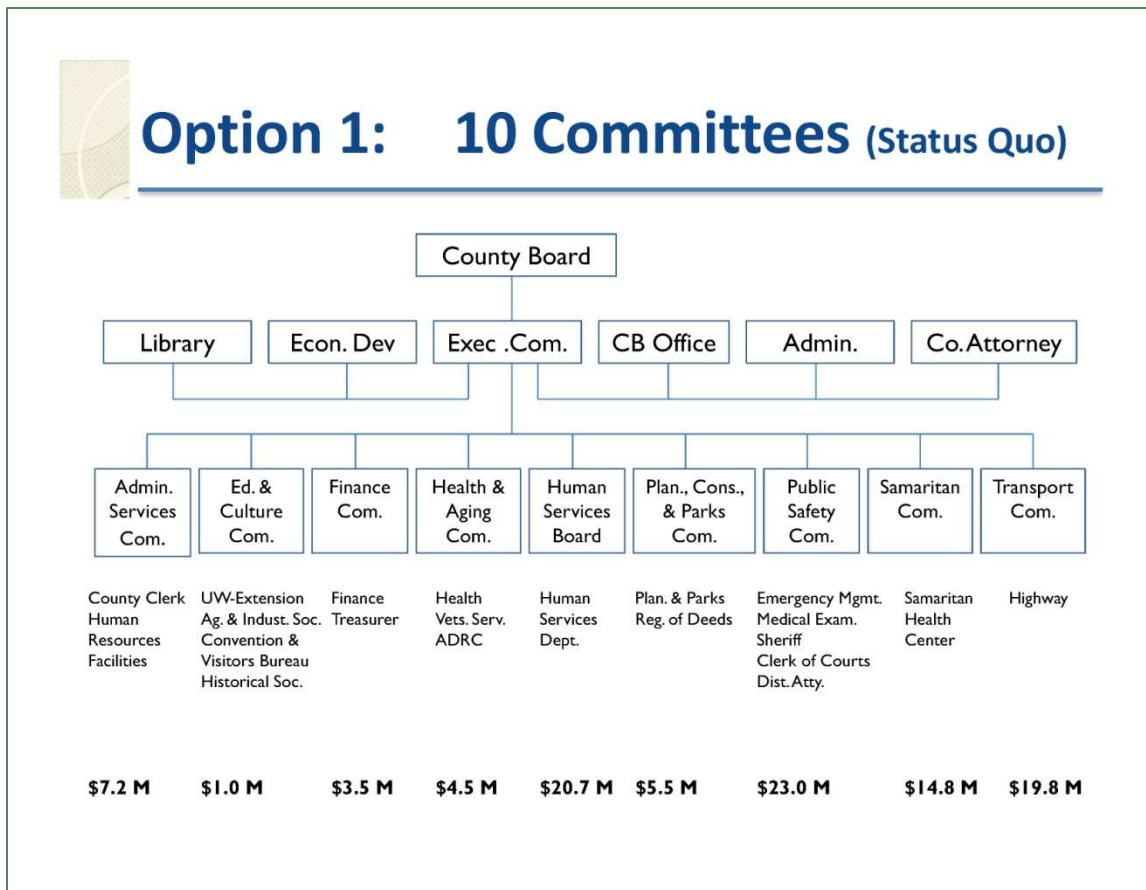 Option 1: 10 Committees (Status Quo)
County Board
Library
Econ. Dev
Exec .Com.
CB Office
Admin.
Co. Attorney
Admin.
Services
Com.
Ed. &
Culture
Com.
Finance
Com.
Health &
Aging
Com.
Human
Services
Board
Plan., Cons.,
& Parks
Com.
Public
Safety
Com.
Samaritan
Com.
Transport
Com.
County Clerk
Human
Resources
Facilities
UW-Extension
Ag. & Indust. Soc.
Convention &
Visitors Bureau
Historical Soc.
Finance
Treasurer
Health
Vets. Serv.
ADRC
Human
Services
Dept.
Plan. & Parks
Reg. of Deeds
Emergency Mgmt.
Medical Exam.
Sheriff
Clerk of Courts
Dist. Atty.
Samaritan
Health
Center
Highway
$7.2 M
$1.0 M
$3.5 M
$4.5 M
$20.7 M
$5.5 M
$23.0 M
$14.8 M
$19.8 M